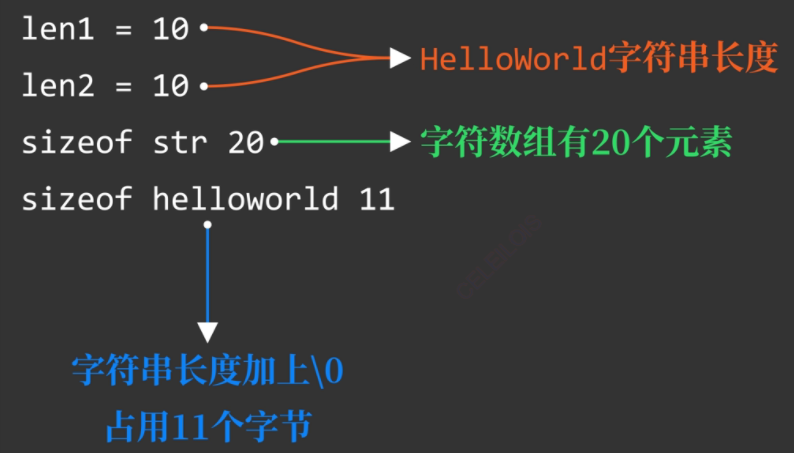 len1 = 10
HelloWorld字符串长度
len2 = 10
sizeof str 20
字符数组有20个元素
sizeof helloworld 11
字符串长度加上\0
占用11个字节